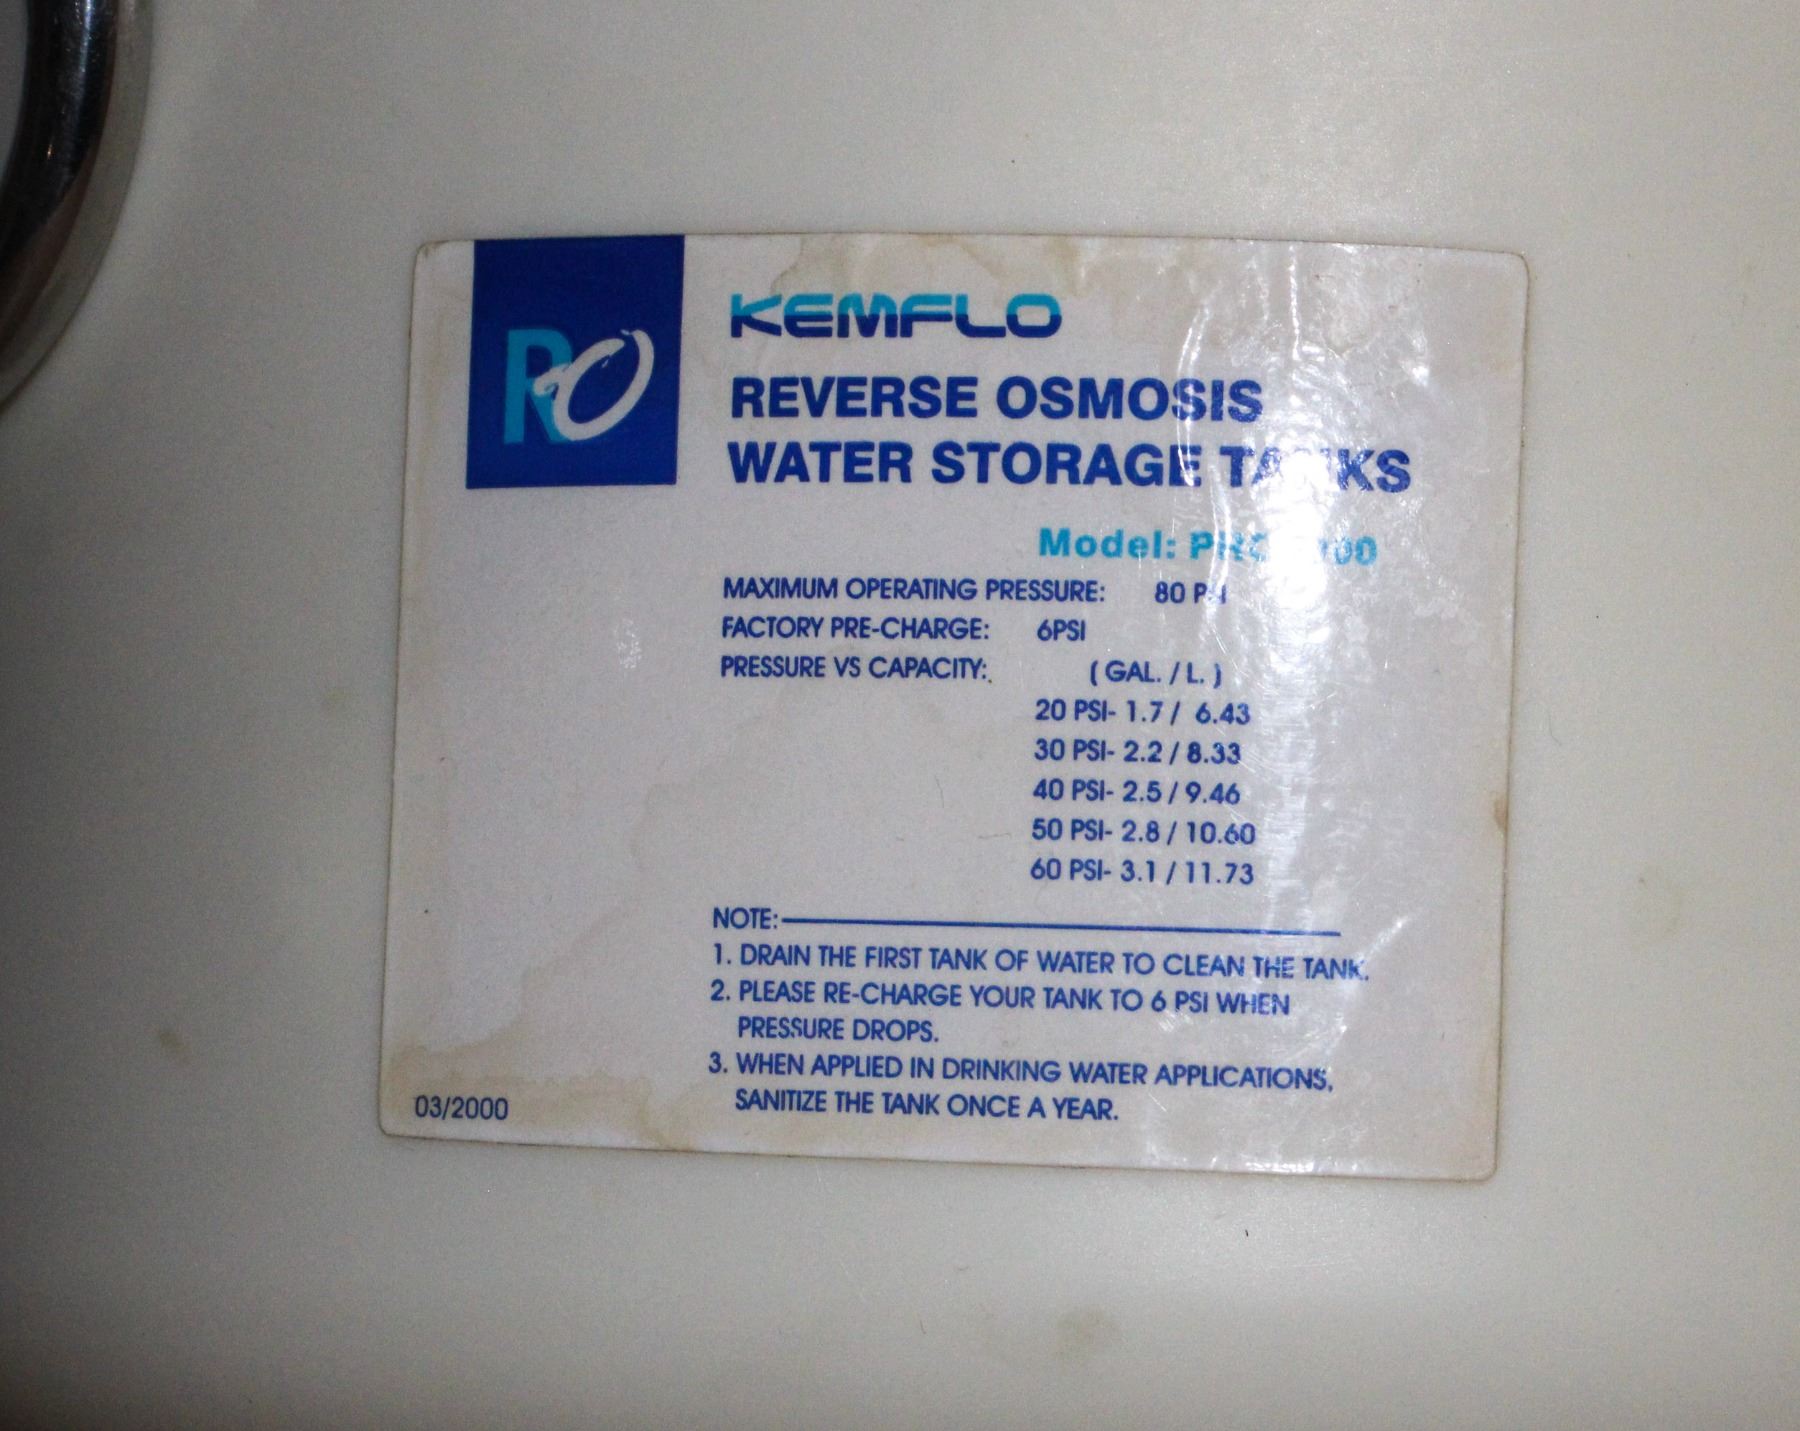 RO
KEMFLO
REVERSE OSMOSIS
WATER STORAGE TANKS
Model:
MAXIMUM OPERATING PRESSURE: 80 PSI
FACTORY PRE-CHARGE: 6PSI
PRESSURE VS CAPACITY: ( GAL. / L. )
20 PSI- 1.7 / 6.43
30 PSI- 2.2 / 8.33
40 PSI- 2.5 / 9.46
50 PSI- 2.8 / 10.60
60 PSI- 3.1 / 11.73
NOTE:
1. DRAIN THE FIRST TANK OF WATER TO CLEAN THE TANK.
2. PLEASE RE-CHARGE YOUR TANK TO 6 PSI WHEN
PRESSURE DROPS.
3. WHEN APPLIED IN DRINKING WATER APPLICATIONS,
SANITIZE THE TANK ONCE A YEAR.
03/2000